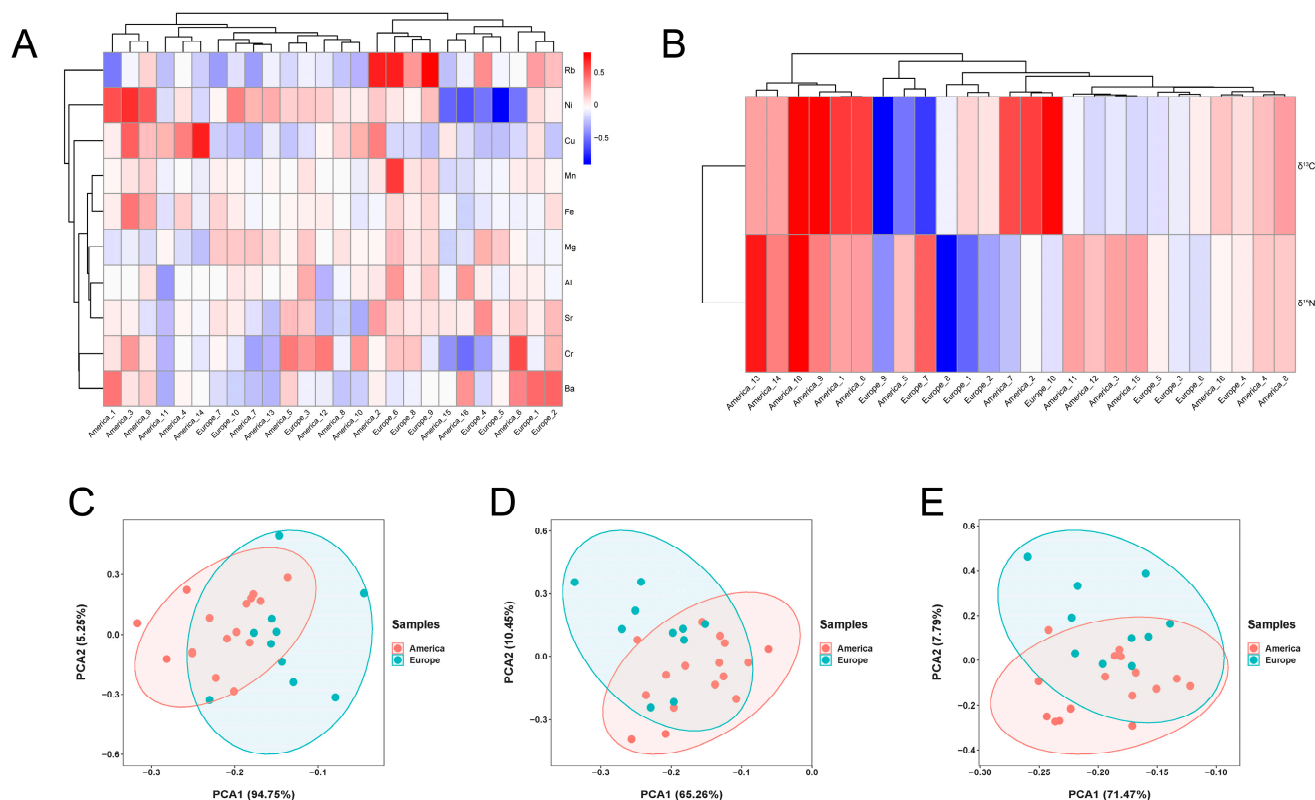 A
B
Rb
Ni
Cu
Mn
Fe
Mg
Al
Sr
Cr
Ba
0.5
0
−0.5
America_1
America_3
America_9
America_11
America_4
America_14
Europe_7
Europe_10
America_7
America_13
America_5
Europe_3
America_12
America_8
America_10
America_2
Europe_6
Europe_8
Europe_9
America_15
America_16
Europe_4
Europe_5
America_6
Europe_1
Europe_2
δ¹³C
δ¹⁵N
America_13
America_14
America_10
America_9
America_1
America_6
Europe_9
America_5
Europe_7
Europe_8
Europe_1
Europe_2
America_7
America_2
Europe_10
America_11
America_12
America_3
America_15
Europe_5
Europe_3
Europe_6
America_16
Europe_4
America_4
America_8
C
PCA2 (5.25%)
0.3
0.0
−0.3
−0.6
−0.3
−0.2
−0.1
PCA1 (94.75%)
Samples
America
Europe
D
PCA2 (10.45%)
0.6
0.3
0.0
−0.3
−0.3
−0.2
−0.1
0.0
PCA1 (65.26%)
Samples
America
Europe
E
PCA2 (7.79%)
0.6
0.4
0.2
0.0
−0.2
−0.4
−0.30
−0.25
−0.20
−0.15
−0.10
PCA1 (71.47%)
Samples
America
Europe